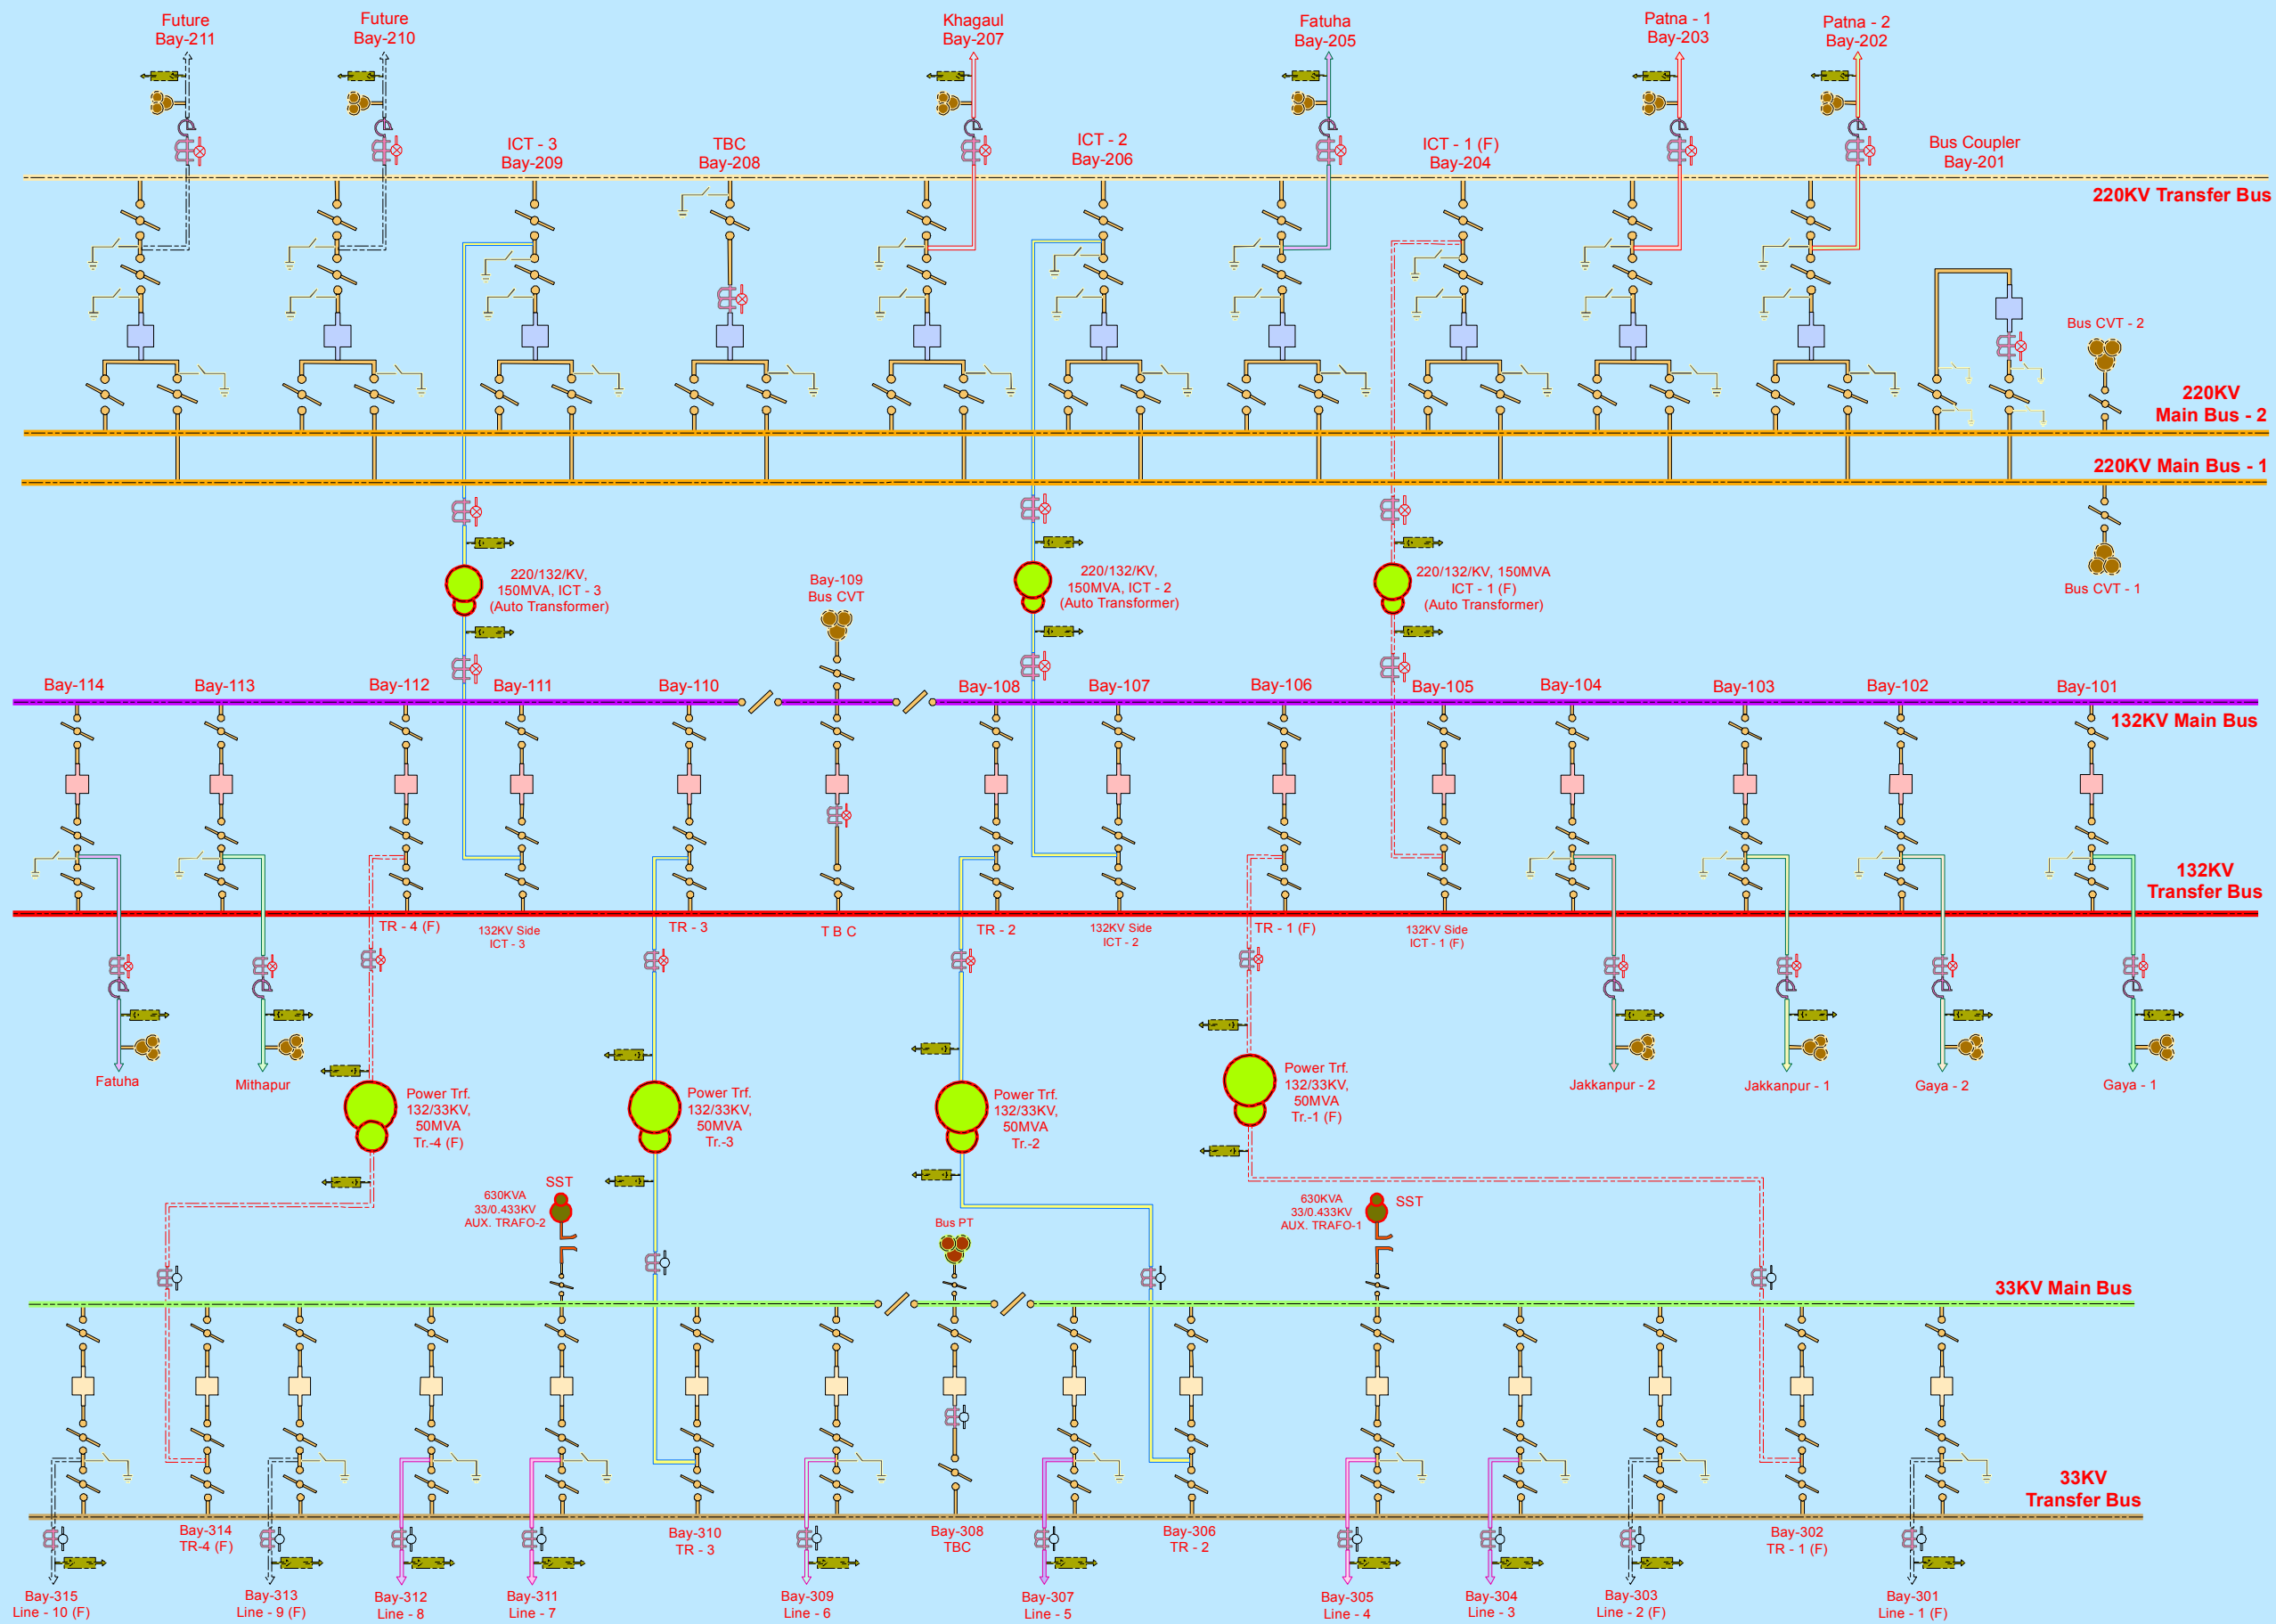 Future
Bay-211
Future
Bay-210
Khagaul
Bay-207
Fatuha
Bay-205
Patna - 1
Bay-203
Patna - 2
Bay-202
ICT - 3
Bay-209
TBC
Bay-208
ICT - 2
Bay-206
ICT - 1 (F)
Bay-204
Bus Coupler
Bay-201
220KV Transfer Bus
Bus CVT - 2
220KV
Main Bus - 2
220KV Main Bus - 1
220/132/KV,
150MVA, ICT - 3
(Auto Transformer)
Bay-109
Bus CVT
220/132/KV,
150MVA, ICT - 2
(Auto Transformer)
220/132/KV, 150MVA
ICT - 1 (F)
(Auto Transformer)
Bus CVT - 1
Bay-114
Bay-113
Bay-112
Bay-111
Bay-110
Bay-108
Bay-107
Bay-106
Bay-105
Bay-104
Bay-103
Bay-102
Bay-101
132KV Main Bus
132KV
Transfer Bus
TR - 4 (F)
132KV Side
ICT - 3
TR - 3
T B C
TR - 2
132KV Side
ICT - 2
TR - 1 (F)
132KV Side
ICT - 1 (F)
Fatuha
Mithapur
Power Trf.
132/33KV,
50MVA
Tr.-4 (F)
Power Trf.
132/33KV,
50MVA
Tr.-3
Power Trf.
132/33KV,
50MVA
Tr.-2
Power Trf.
132/33KV,
50MVA
Tr.-1 (F)
Jakkanpur - 2
Jakkanpur - 1
Gaya - 2
Gaya - 1
SST
630KVA
33/0.433KV
AUX. TRAFO-2
Bus PT
630KVA
33/0.433KV
AUX. TRAFO-1
SST
33KV Main Bus
33KV
Transfer Bus
Bay-314
TR-4 (F)
Bay-310
TR - 3
Bay-308
TBC
Bay-306
TR - 2
Bay-302
TR - 1 (F)
Bay-315
Line - 10 (F)
Bay-313
Line - 9 (F)
Bay-312
Line - 8
Bay-311
Line - 7
Bay-309
Line - 6
Bay-307
Line - 5
Bay-305
Line - 4
Bay-304
Line - 3
Bay-303
Line - 2 (F)
Bay-301
Line - 1 (F)